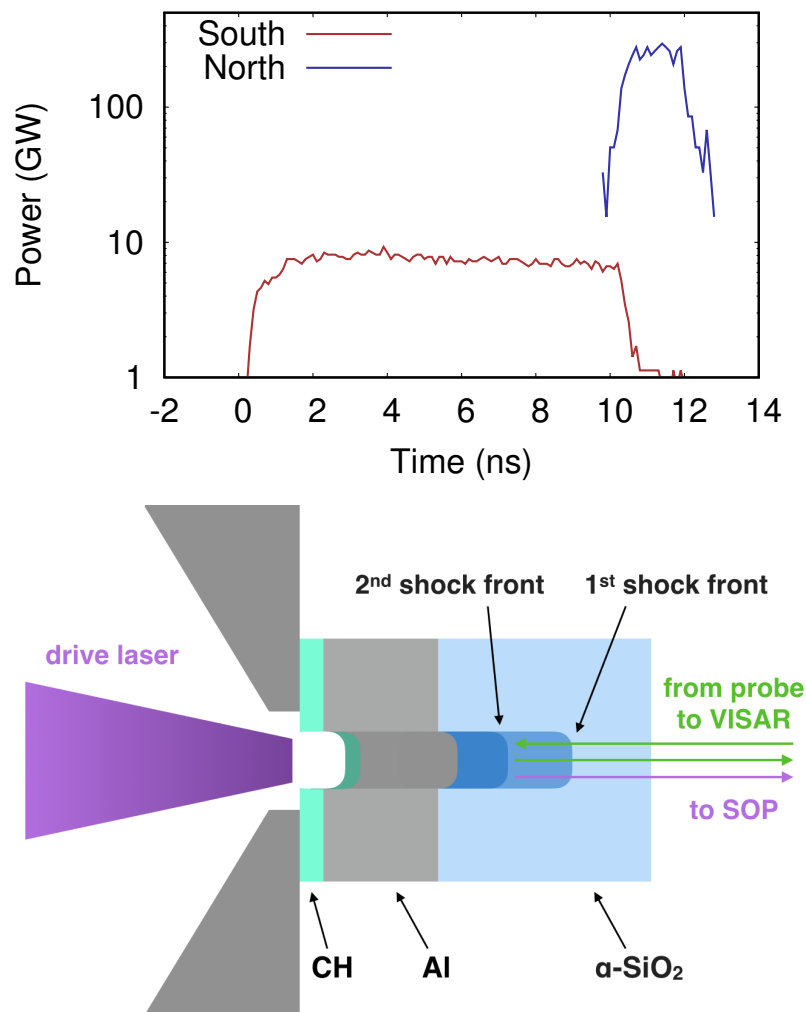 South
North
100
10
1
Power (GW)
-2 0 2 4 6 8 10 12 14
Time (ns)
2nd shock front
1st shock front
drive laser
from probe
to VISAR
to SOP
CH
Al
α-SiO₂